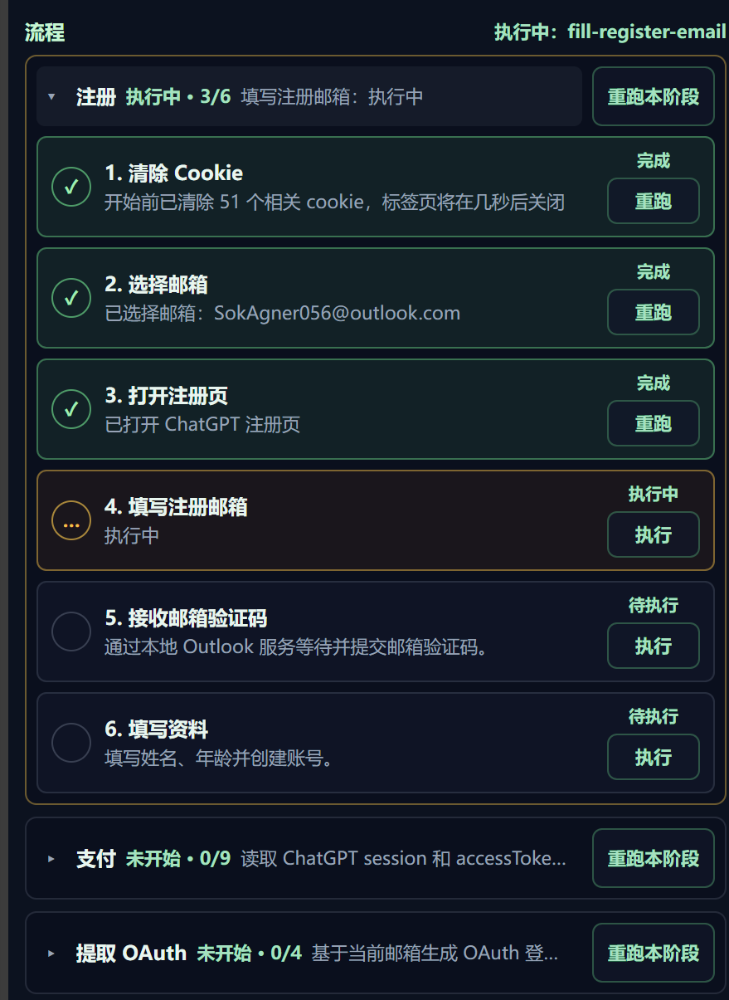 流程
执行中：fill-register-email
▾ 注册 执行中 • 3/6 填写注册邮箱：执行中
重跑本阶段
✓
1. 清除 Cookie
开始前已清除 51 个相关 cookie，标签页将在几秒后关闭
完成
重跑
✓
2. 选择邮箱
已选择邮箱：SokAgner056@outlook.com
完成
重跑
✓
3. 打开注册页
已打开 ChatGPT 注册页
完成
重跑
...
4. 填写注册邮箱
执行中
执行中
执行
5. 接收邮箱验证码
通过本地 Outlook 服务等待并提交邮箱验证码。
待执行
执行
6. 填写资料
填写姓名、年龄并创建账号。
待执行
执行
▸ 支付 未开始 • 0/9 读取 ChatGPT session 和 accessToke...
重跑本阶段
▸ 提取 OAuth 未开始 • 0/4 基于当前邮箱生成 OAuth 登...
重跑本阶段